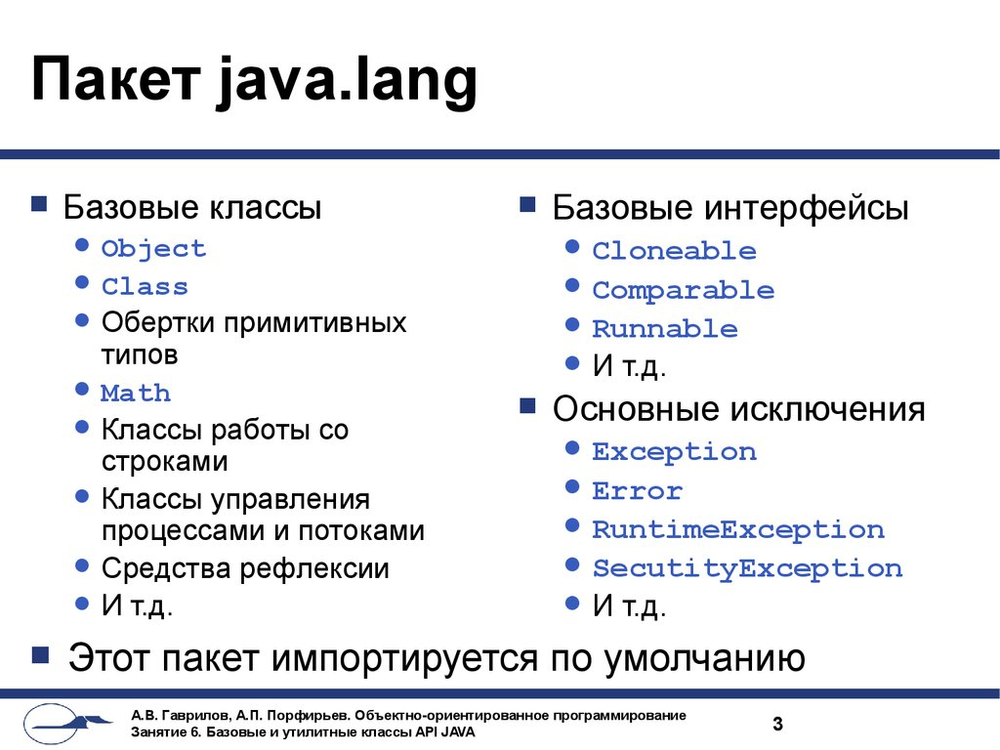 Пакет java.lang
Базовые классы
Object
Class
Обертки примитивных
типов
Math
Классы работы со
строками
Классы управления
процессами и потоками
Средства рефлексии
И т.д.
Базовые интерфейсы
Cloneable
Comparable
Runnable
И т.д.
Основные исключения
Exception
Error
RuntimeException
SecutityException
И т.д.
Этот пакет импортируется по умолчанию
А.В. Гаврилов, А.П. Порфирьев. Объектно-ориентированное программирование
Занятие 6. Базовые и утилитные классы API JAVA
3